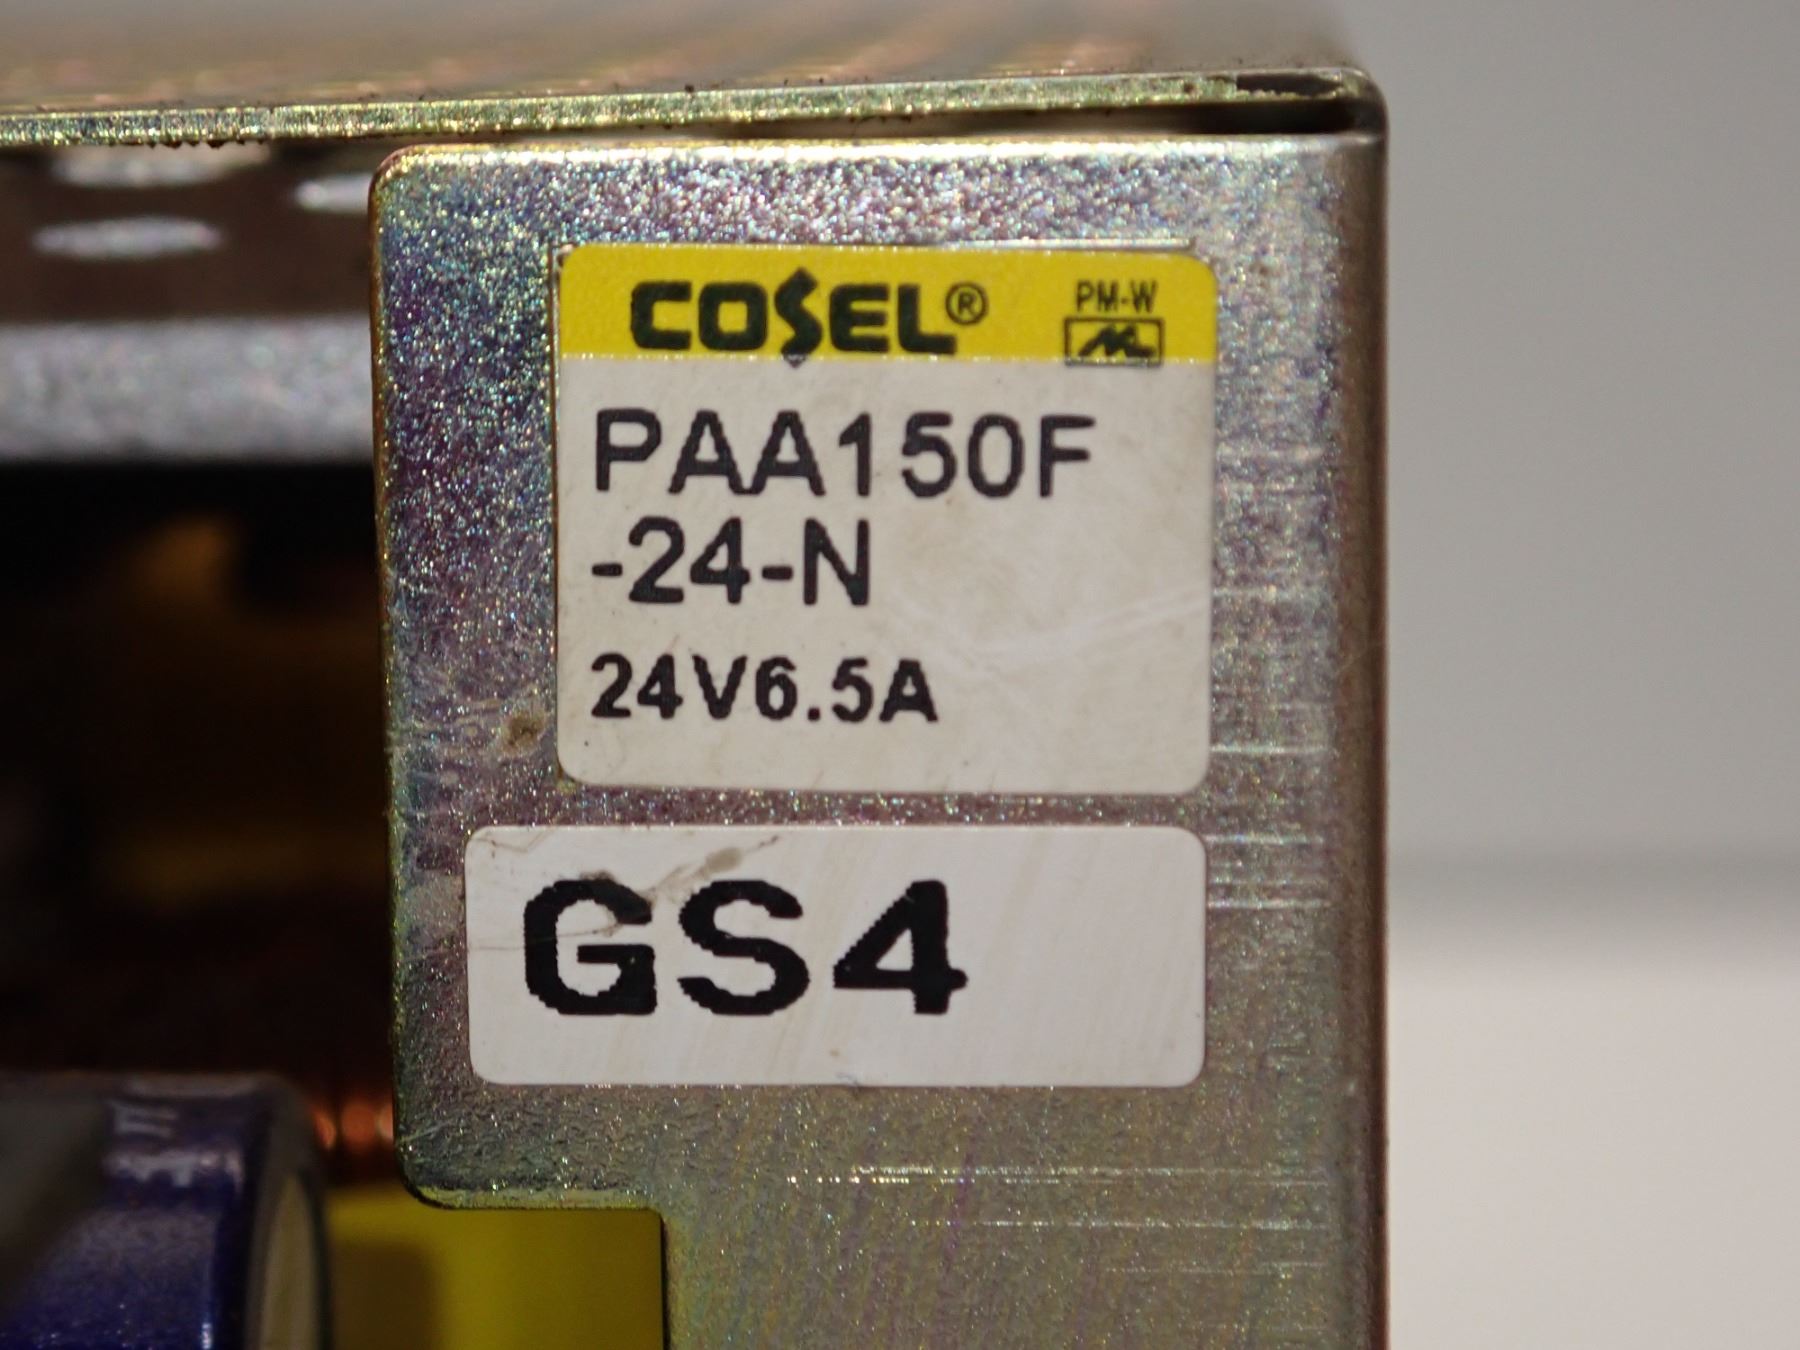 COSEL®
PM-W
PAA150F
-24-N
24V6.5A
GS4